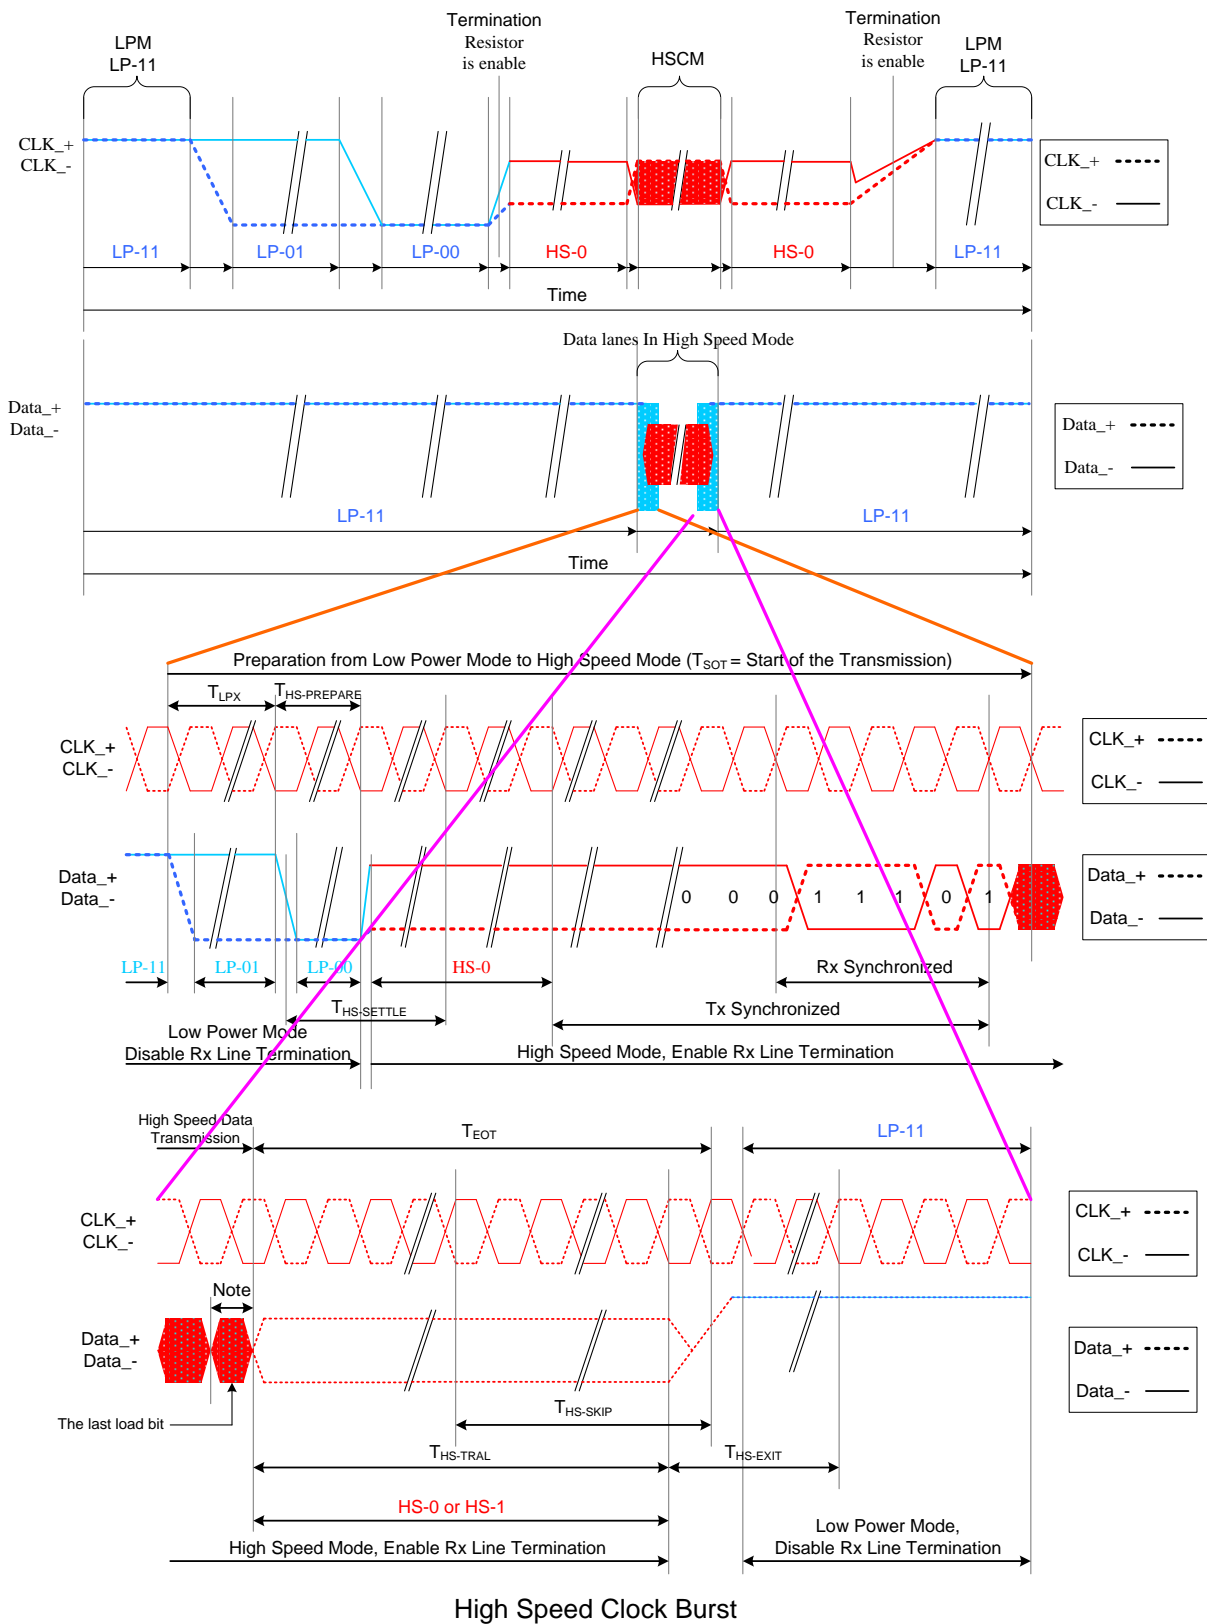 Termination
Resistor
is enable
Termination
Resistor
is enable
LPM
LP-11
HSCM
LPM
LP-11
CLK_+
CLK_-
CLK_+
CLK_-
LP-11
LP-01
LP-00
HS-0
HS-0
LP-11
Time
Data lanes In High Speed Mode
Data_+
Data_-
Data_+
Data_-
LP-11
LP-11
Time
Preparation from Low Power Mode to High Speed Mode (TSOT = Start of the Transmission)
TLPX
THS-PREPARE
CLK_+
CLK_-
CLK_+
CLK_-
Data_+
Data_-
0 0 0 1 1 1 0 1
Data_+
Data_-
LP-11
LP-01
LP-00
HS-0
Rx Synchronized
THS-SETTLE
Tx Synchronized
Low Power Mode
Disable Rx Line Termination
High Speed Mode, Enable Rx Line Termination
High Speed Data
Transmission
TEOT
LP-11
CLK_+
CLK_-
CLK_+
CLK_-
Note
Data_+
Data_-
Data_+
Data_-
The last load bit
THS-SKIP
THS-TRAL
THS-EXIT
HS-0 or HS-1
High Speed Mode, Enable Rx Line Termination
Low Power Mode,
Disable Rx Line Termination
High Speed Clock Burst